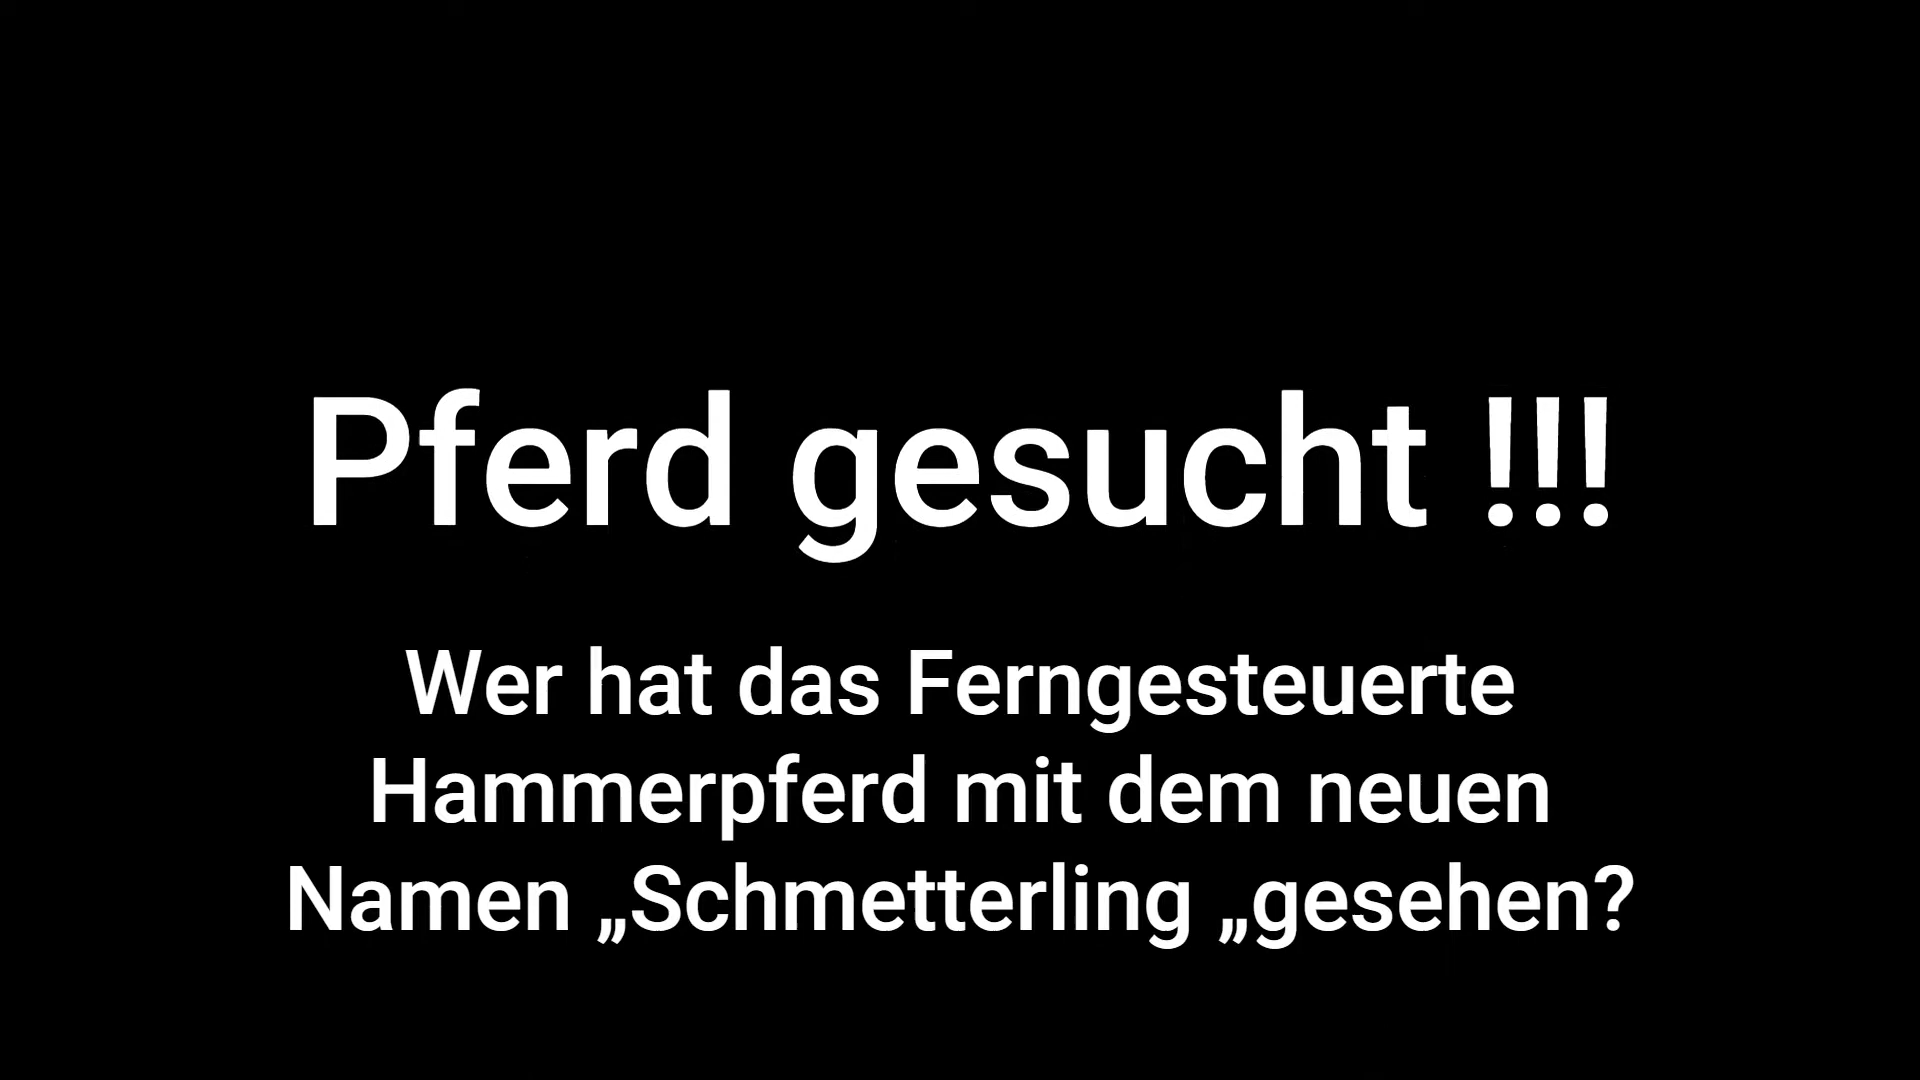 Pferd gesucht !!!
Wer hat das Ferngesteuerte
Hammerpferd mit dem neuen
Namen „Schmetterling „gesehen?